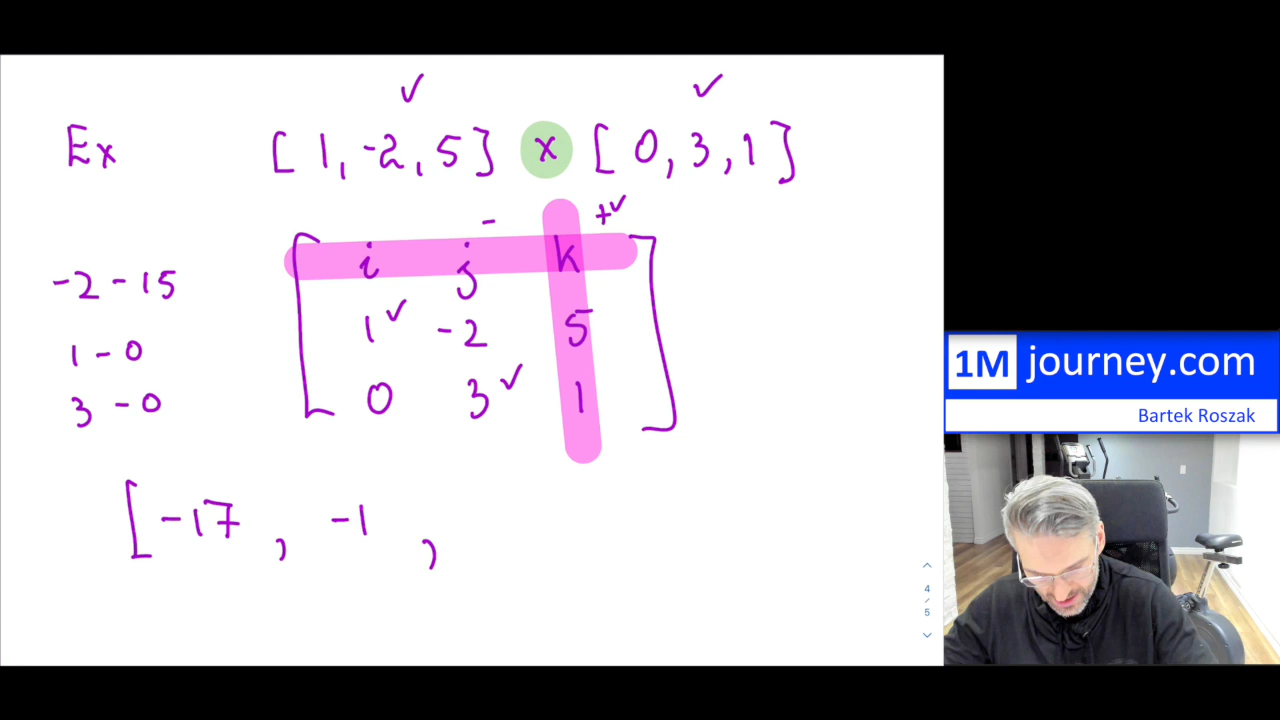 ✓ ✓
Ex [1, -2, 5] x [0, 3, 1]
- +✓
i j k
-2 - 15
1✓ -2 5
1 - 0
0 3✓ 1
3 - 0
[-17, -1,
1M journey.com
Bartek Roszak
4
/
5